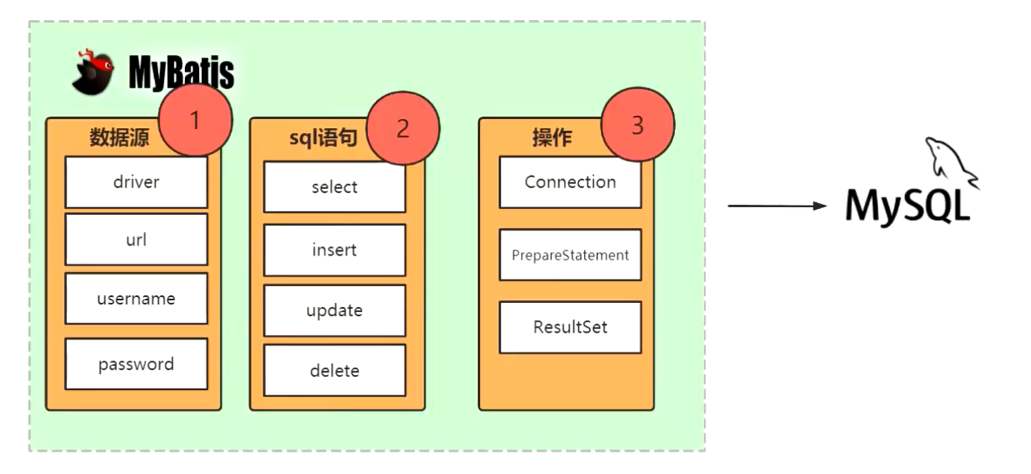 MyBatis
数据源
1
driver
url
username
password
sql语句
2
select
insert
update
delete
操作
3
Connection
PrepareStatement
ResultSet
MySQL